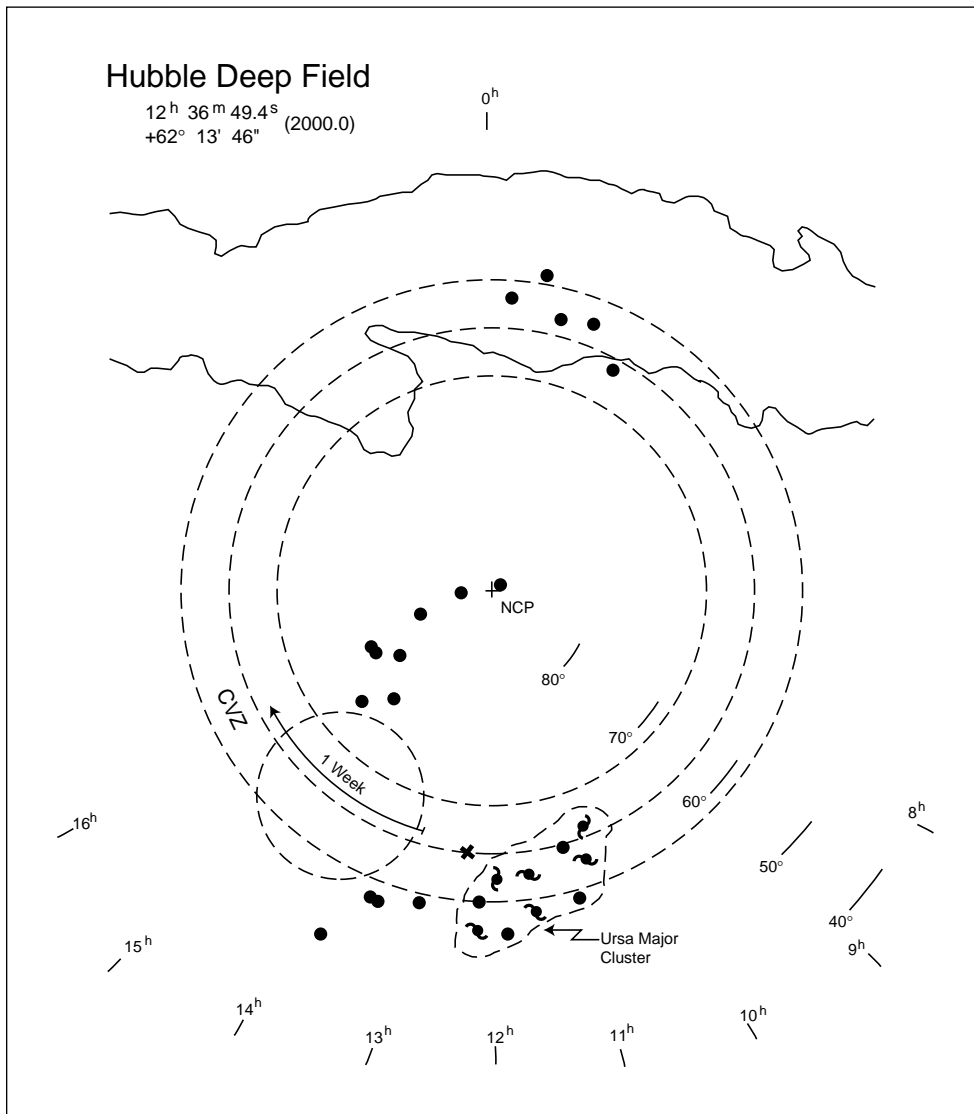 Hubble Deep Field
12ʰ 36ᵐ 49.4ˢ
+62° 13' 46"
(2000.0)
0ʰ
NCP
80°
CVZ
70°
1 Week
60°
16ʰ
8ʰ
50°
40°
Ursa Major
Cluster
15ʰ
9ʰ
14ʰ
10ʰ
13ʰ
12ʰ
11ʰ